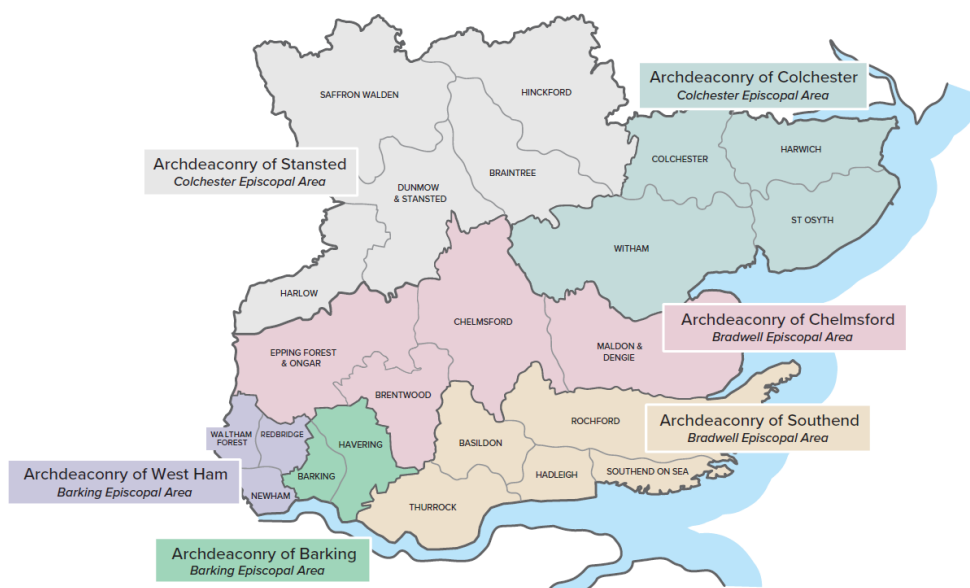 SAFFRON WALDEN
HINCKFORD
Archdeaconry of Colchester
Colchester Episcopal Area
COLCHESTER
HARWICH
Archdeaconry of Stansted
Colchester Episcopal Area
BRAINTREE
DUNMOW
& STANSTED
ST OSYTH
WITHAM
HARLOW
CHELMSFORD
Archdeaconry of Chelmsford
Bradwell Episcopal Area
EPPING FOREST
& ONGAR
MALDON &
DENGIE
BRENTWOOD
ROCHFORD
Archdeaconry of Southend
Bradwell Episcopal Area
WALTHAM
FOREST
REDBRIDGE
HAVERING
BASILDON
Archdeaconry of West Ham
Barking Episcopal Area
BARKING
HADLEIGH
SOUTHEND ON SEA
NEWHAM
THURROCK
Archdeaconry of Barking
Barking Episcopal Area